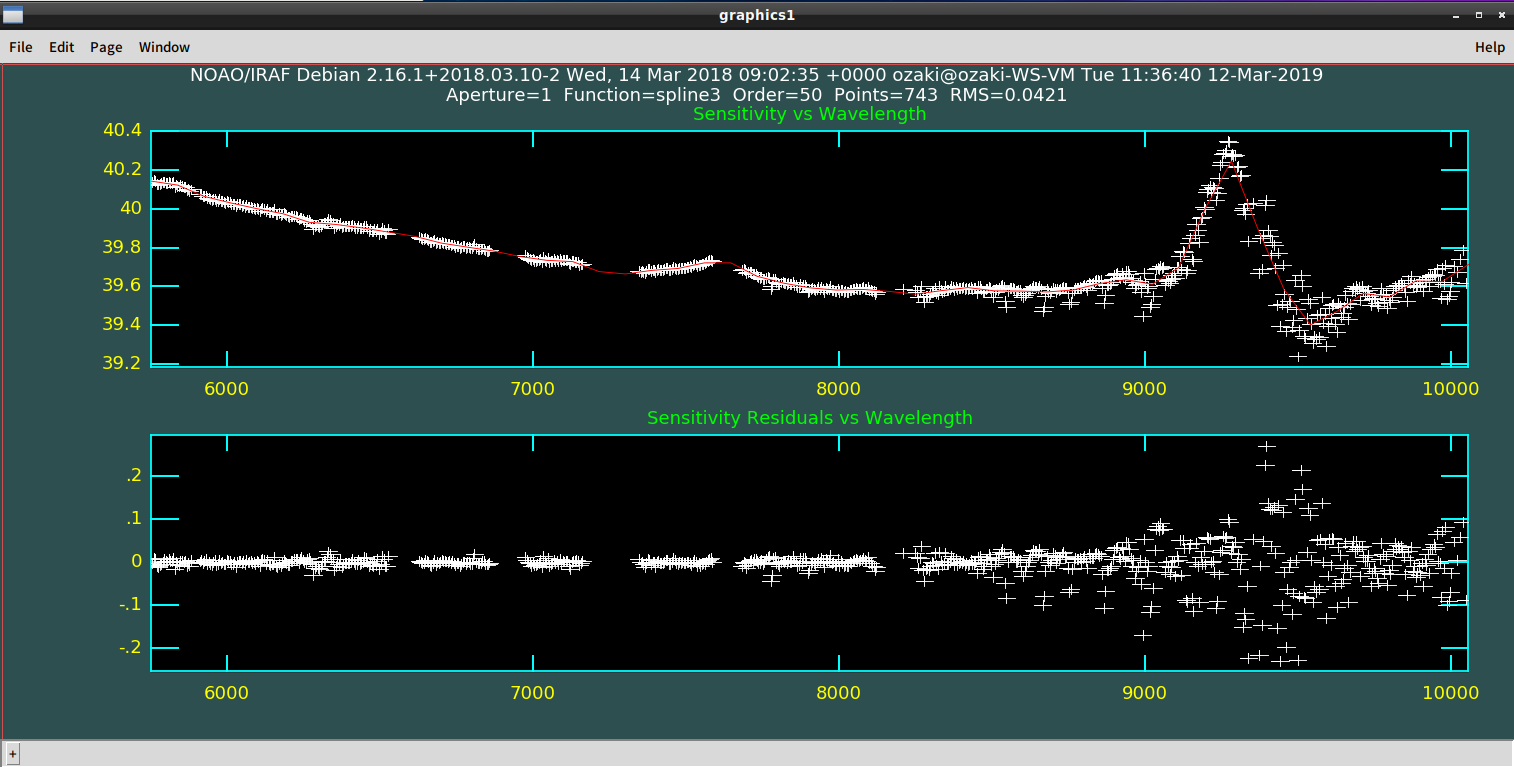 graphics1
File Edit Page Window Help
NOAO/IRAF Debian 2.16.1+2018.03.10-2 Wed, 14 Mar 2018 09:02:35 +0000 ozaki@ozaki-WS-VM Tue 11:36:40 12-Mar-2019
Aperture=1 Function=spline3 Order=50 Points=743 RMS=0.0421
Sensitivity vs Wavelength
40.4
40.2
40
39.8
39.6
39.4
39.2
6000 7000 8000 9000 10000
Sensitivity Residuals vs Wavelength
.2
.1
0
-.1
-.2
6000 7000 8000 9000 10000
+